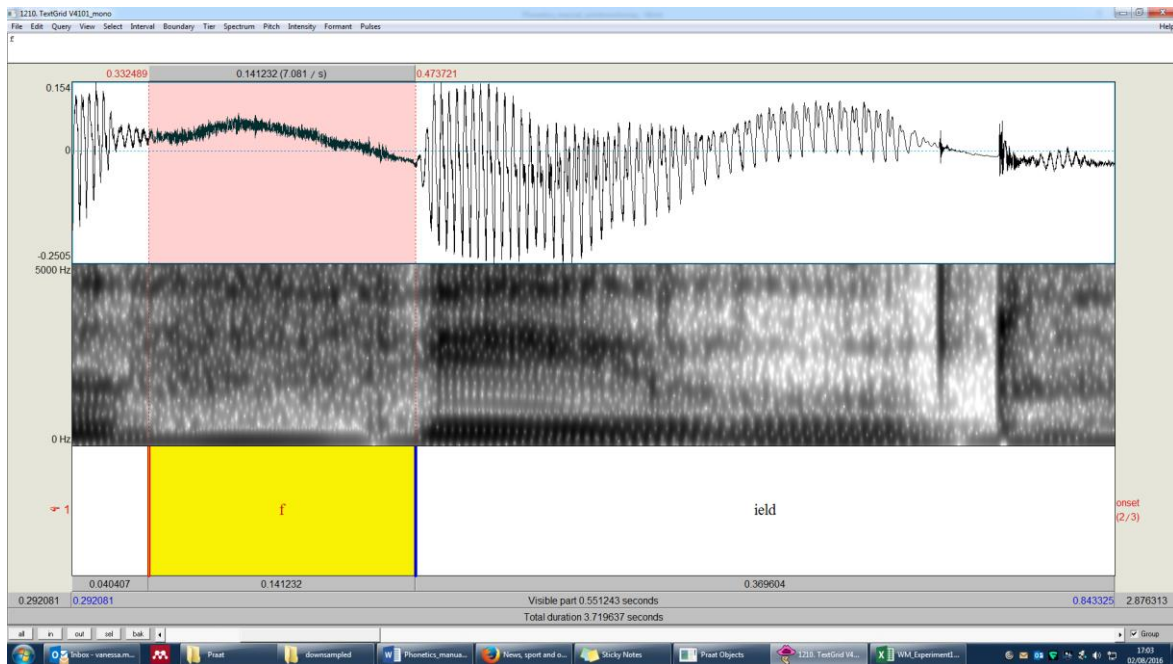 1210. TextGrid V4101_mono
File Edit Query View Select Interval Boundary Tier Spectrum Pitch Intensity Formant Pulses Help
f
0.332489 0.141232 (7.081 / s) 0.473721
0.154
0
-0.2505
5000 Hz
0 Hz
1 f ield onset
(2/3)
0.040407 0.141232 0.369604
0.292081 0.292081 Visible part 0.551243 seconds 0.843325 2.876313
Total duration 3.719637 seconds
all in out sel bak Group
Inbox - vanessa.m... Praat downsampled Phonetics_manua... News, sport and o... Sticky Notes Praat Objects 1210. TextGrid V4... WM_Experiment1... 17:03
02/08/2016